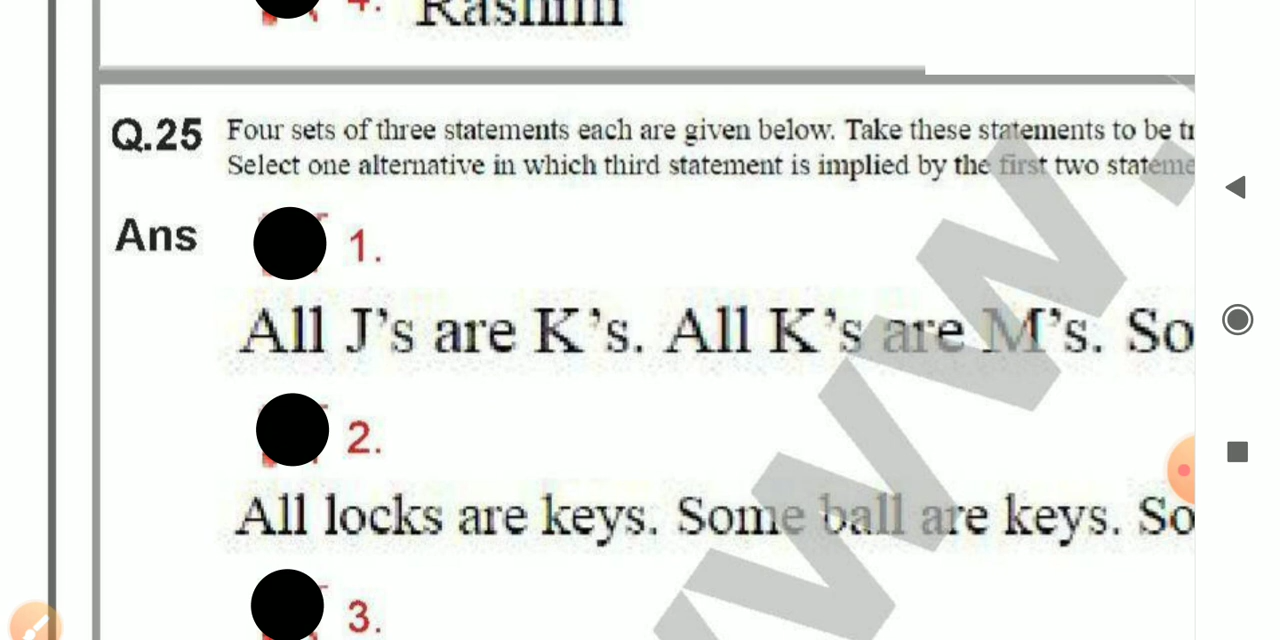 4.
Q.25 Four sets of three statements each are given below. Take these statements to be
Select one alternative in which third statement is implied by the first two
Ans
1.
All J’s are K’s. All K’s are M’s. So
2.
All locks are keys. Some ball are keys. So
3.
www.